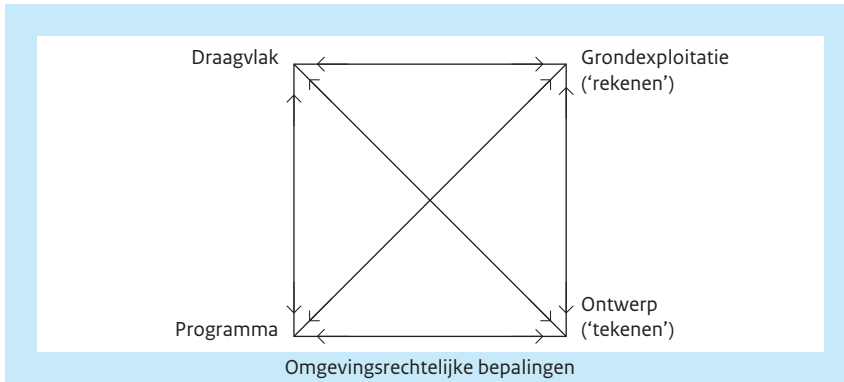 Draagvlak
Grondexploitatie
(‘rekenen’)
Programma
Ontwerp
(‘tekenen’)
Omgevingsrechtelijke bepalingen